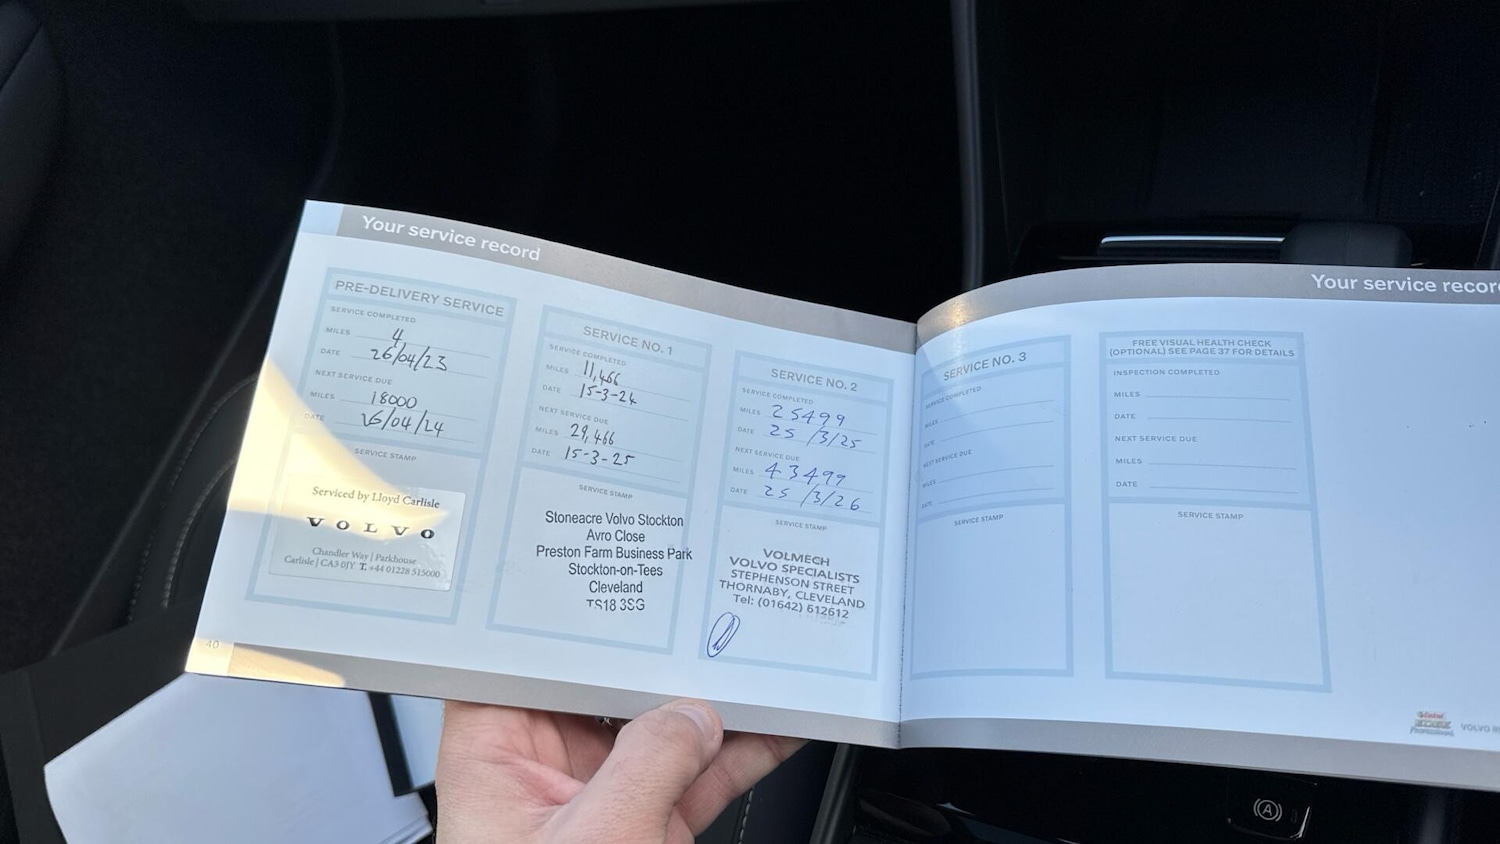 Your service record
PRE-DELIVERY SERVICE
SERVICE COMPLETED
MILES 4
DATE 26/04/23
NEXT SERVICE DUE
MILES 18000
DATE 26/04/24
SERVICE STAMP
Serviced by Lloyd Carlisle
VOLVO
Chandler Way | Parkhouse
Carlisle | CA3 0JY T. +44 01228 515000
40
SERVICE NO. 1
SERVICE COMPLETED
MILES 11,466
DATE 15-3-24
NEXT SERVICE DUE
MILES 29,466
DATE 15-3-25
SERVICE STAMP
Stoneacre Volvo Stockton
Avro Close
Preston Farm Business Park
Stockton-on-Tees
Cleveland
TS18 3SG
SERVICE NO. 2
SERVICE COMPLETED
MILES 25499
DATE 25/3/25
NEXT SERVICE DUE
MILES 43499
DATE 25/3/26
SERVICE STAMP
VOLMECH
VOLVO SPECIALISTS
STEPHENSON STREET
THORNABY, CLEVELAND
Tel: (01642) 612612
Your service recor
SERVICE NO. 3
SERVICE COMPLETED
MILES
DATE
NEXT SERVICE DUE
MILES
DATE
SERVICE STAMP
FREE VISUAL HEALTH CHECK
(OPTIONAL) SEE PAGE 37 FOR DETAILS
INSPECTION COMPLETED
MILES
DATE
NEXT SERVICE DUE
MILES
DATE
SERVICE STAMP
Castrol
EDGE
Professional
VOLVO
A